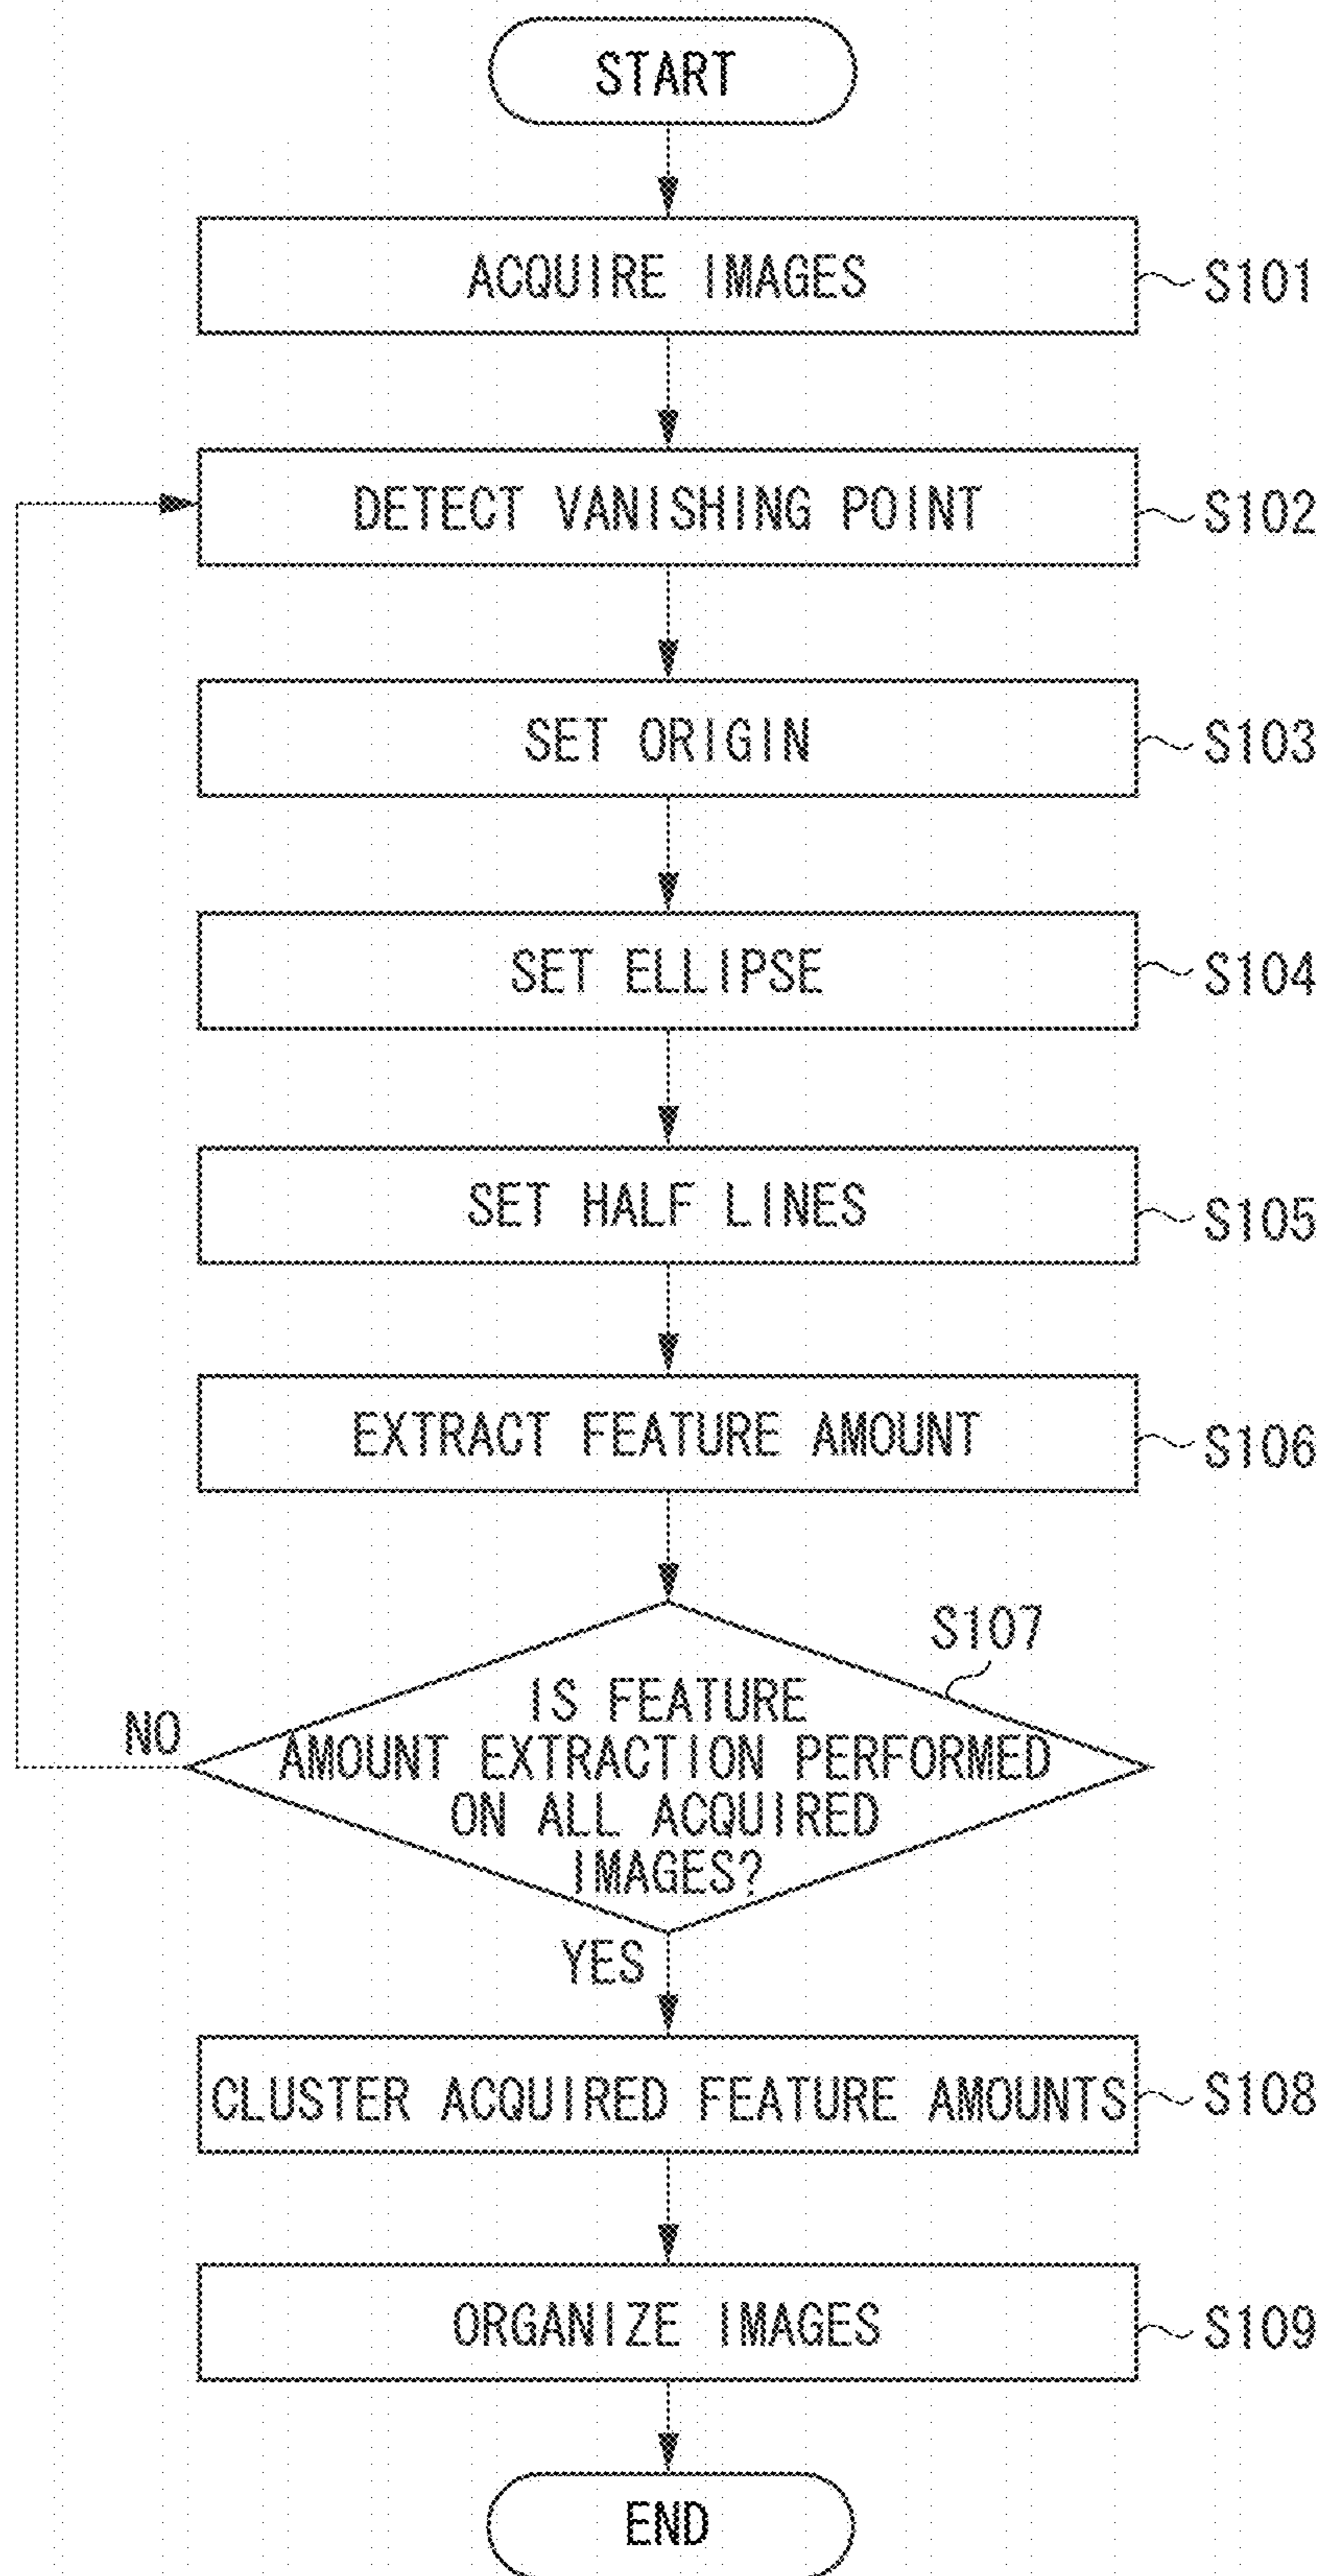 START
ACQUIRE IMAGES
S101
DETECT VANISHING POINT
S102
SET ORIGIN
S103
SET ELLIPSE
S104
SET HALF LINES
S105
EXTRACT FEATURE AMOUNT
S106
S107
IS FEATURE
AMOUNT EXTRACTION PERFORMED
ON ALL ACQUIRED
IMAGES?
NO
YES
CLUSTER ACQUIRED FEATURE AMOUNTS
S108
ORGANIZE IMAGES
S109
END